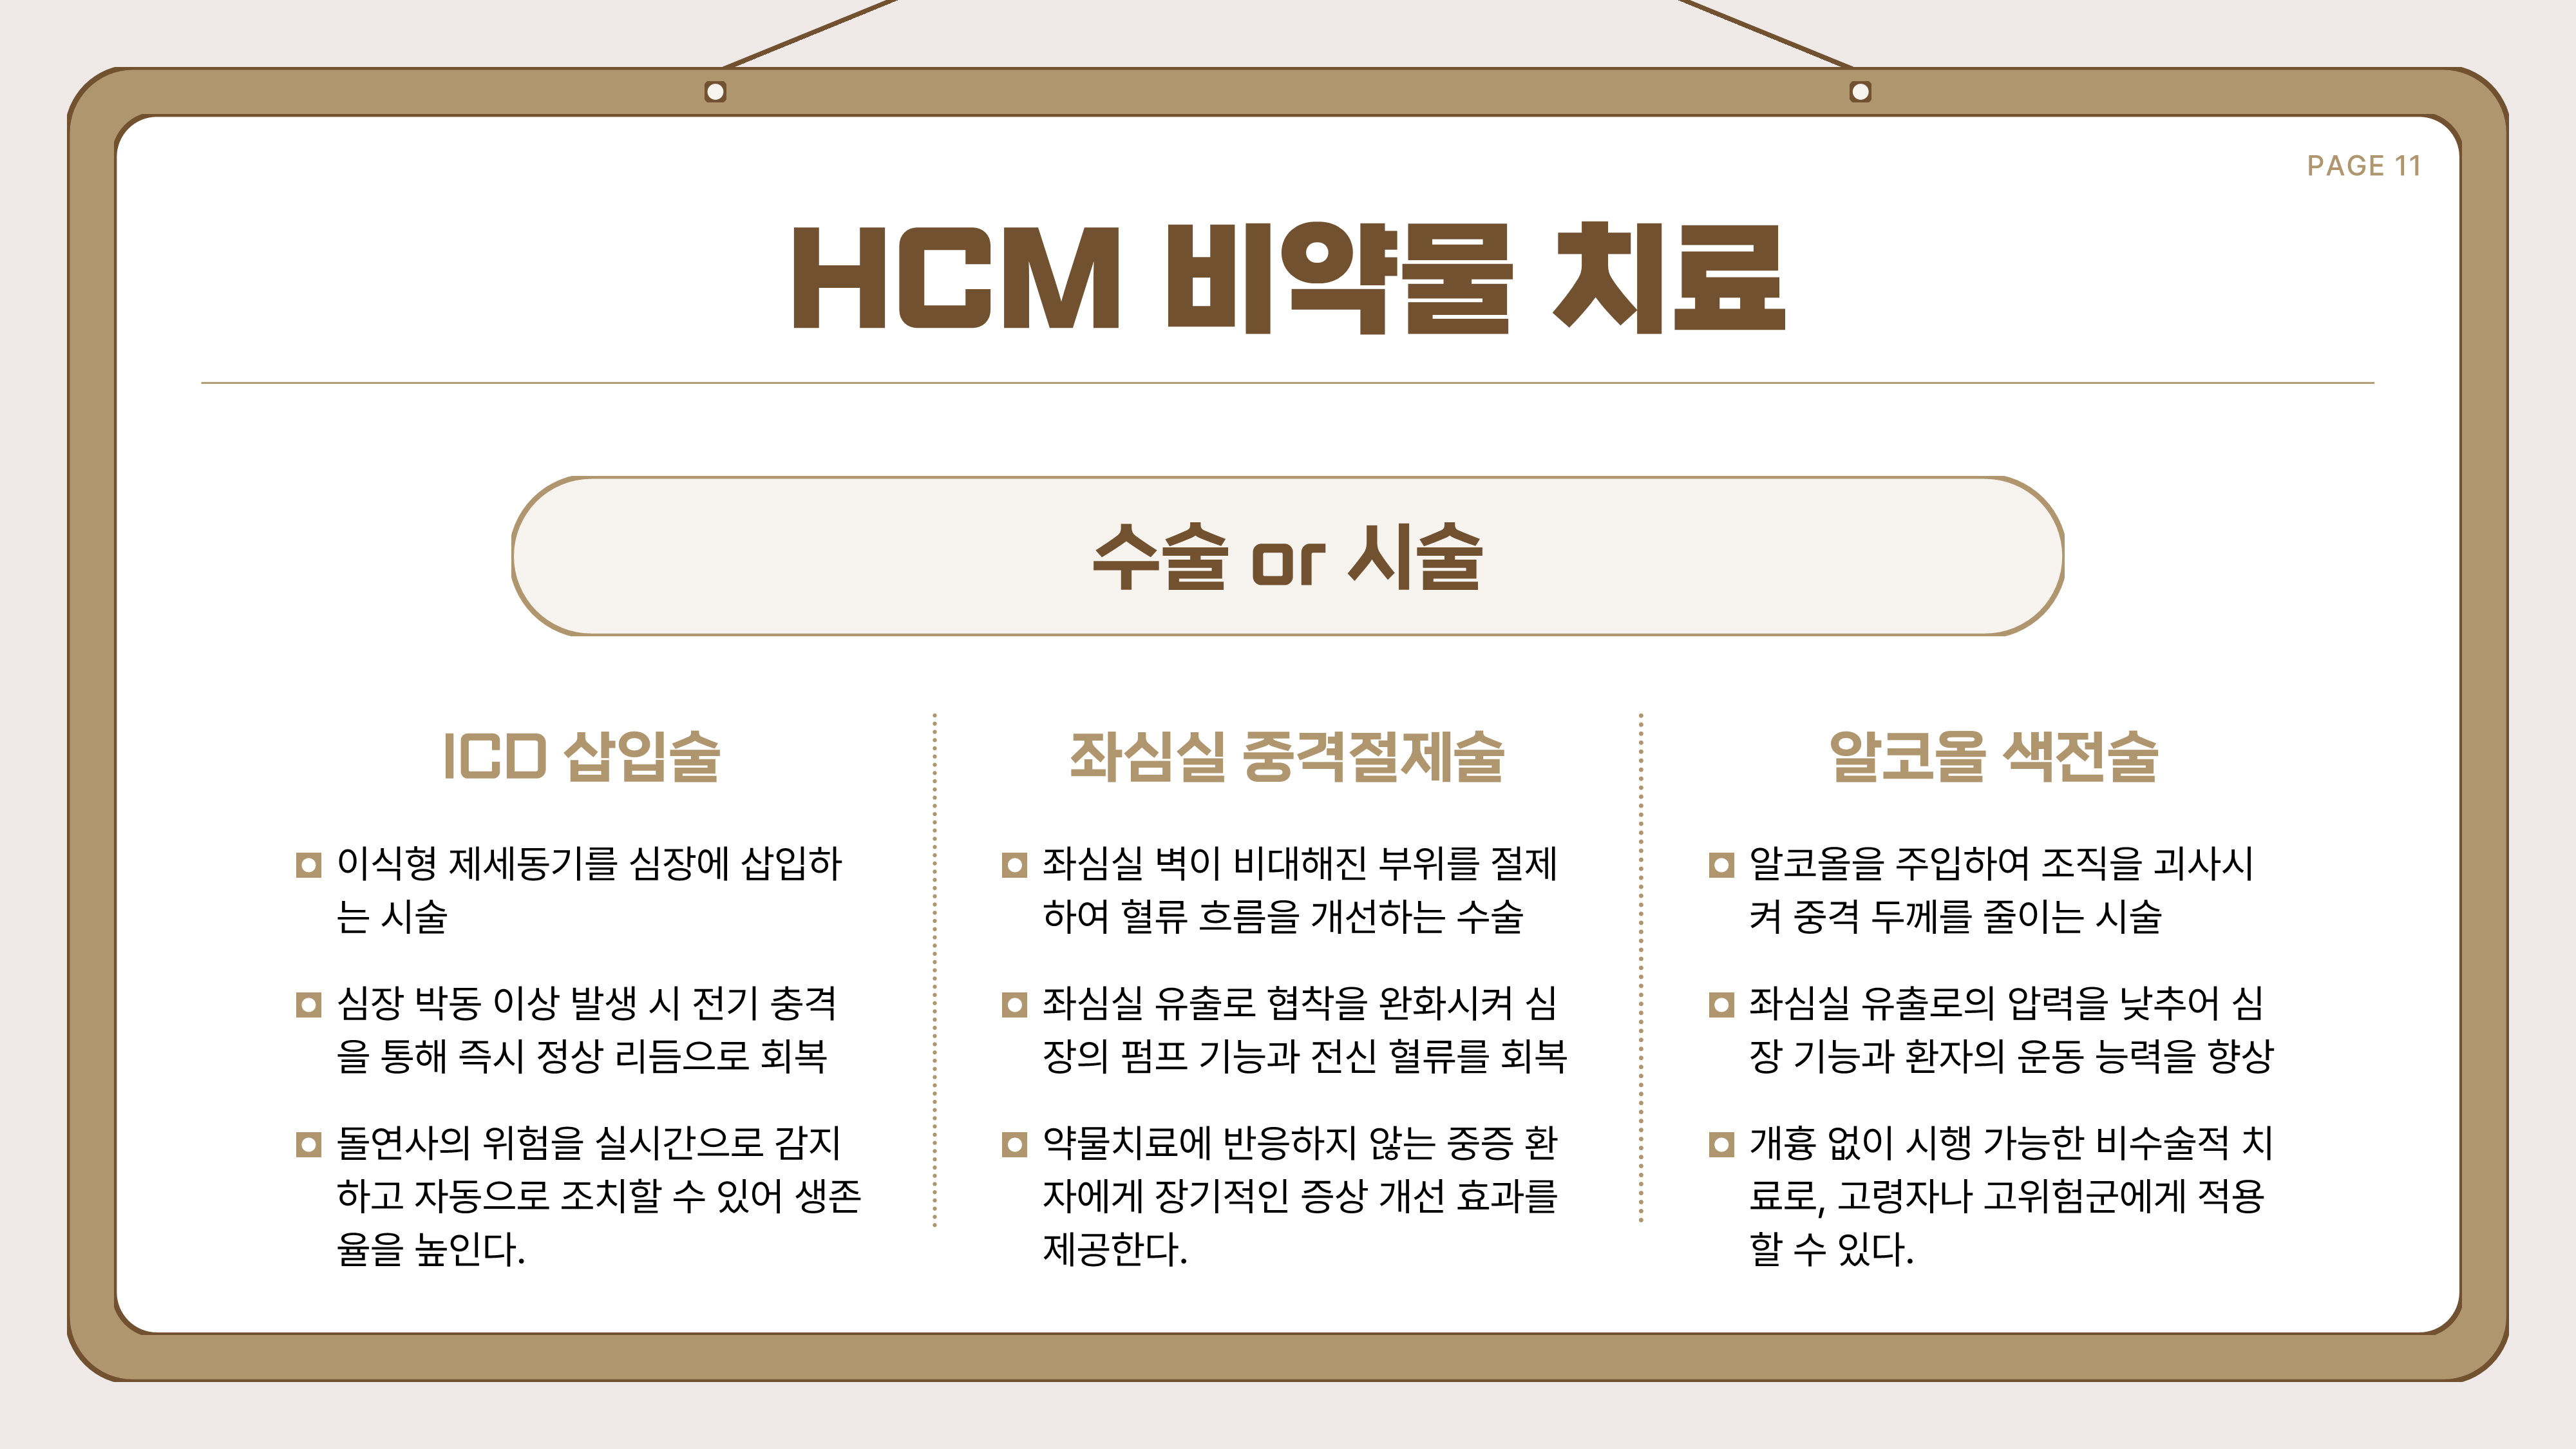 PAGE 11
HCM 비약물 치료
수술 or 시술
ICD 삽입술
이식형 제세동기를 심장에 삽입하
는 시술
심장 박동 이상 발생 시 전기 충격
을 통해 즉시 정상 리듬으로 회복
돌연사의 위험을 실시간으로 감지
하고 자동으로 조치할 수 있어 생존
율을 높인다.
좌심실 중격절제술
좌심실 벽이 비대해진 부위를 절제
하여 혈류 흐름을 개선하는 수술
좌심실 유출로 협착을 완화시켜 심
장의 펌프 기능과 전신 혈류를 회복
약물치료에 반응하지 않는 중증 환
자에게 장기적인 증상 개선 효과를
제공한다.
알코올 색전술
알코올을 주입하여 조직을 괴사시
켜 중격 두께를 줄이는 시술
좌심실 유출로의 압력을 낮추어 심
장 기능과 환자의 운동 능력을 향상
개흉 없이 시행 가능한 비수술적 치
료로, 고령자나 고위험군에게 적용
할 수 있다.